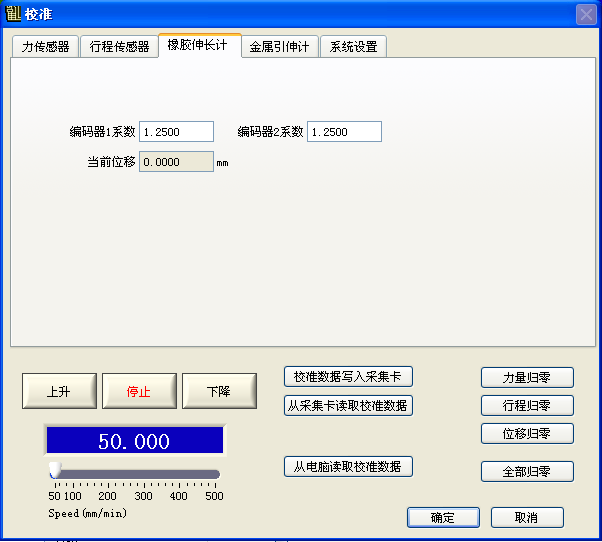 校准
力传感器 行程传感器 橡胶伸长计 金属引伸计 系统设置
编码器1系数 1.2500 编码器2系数 1.2500
当前位移 0.0000 mm
上升 停止 下降
50.000
50 100 200 300 400 500
Speed(mm/min)
校准数据写入采集卡
从采集卡读取校准数据
从电脑读取校准数据
力量归零
行程归零
位移归零
全部归零
确定 取消